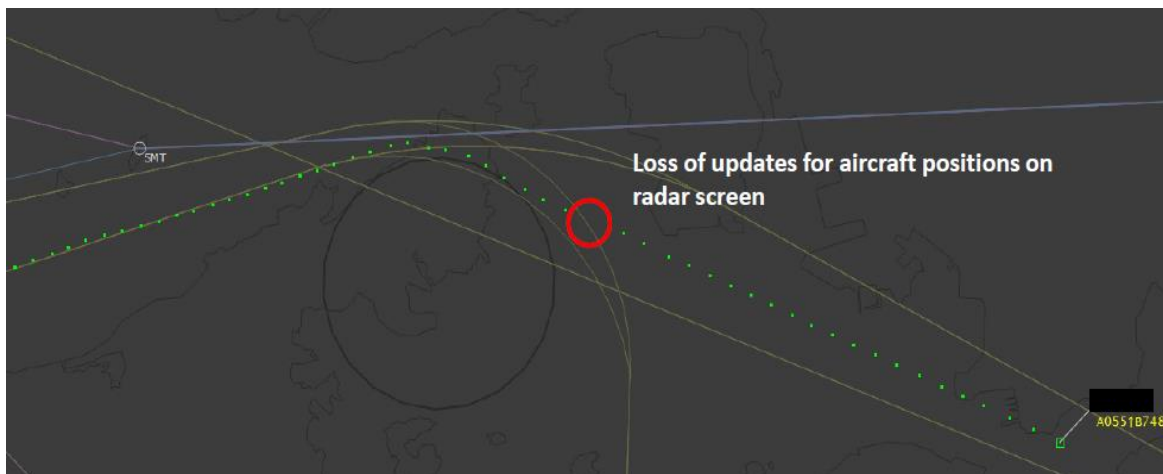 SMT
Loss of updates for aircraft positions on
radar screen
A0551B748